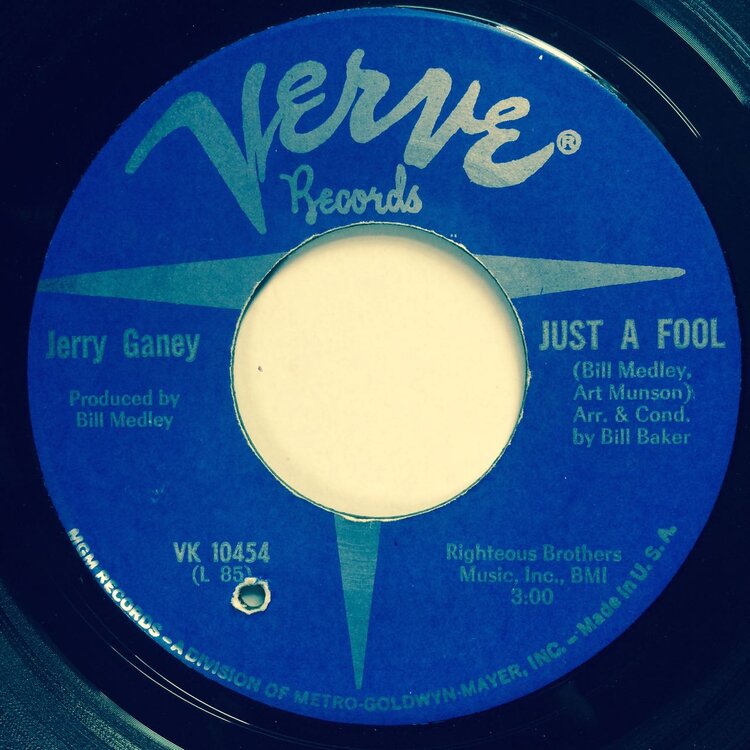 Verve®
Records
Jerry Ganey
Produced by
Bill Medley
JUST A FOOL
(Bill Medley,
Art Munson)
Arr. & Cond.
by Bill Baker
VK 10454
(L 85)
Righteous Brothers
Music, Inc., BMI
3:00
MGM RECORDS – A DIVISION OF METRO-GOLDWYN-MAYER, INC. – Made in U. S. A.